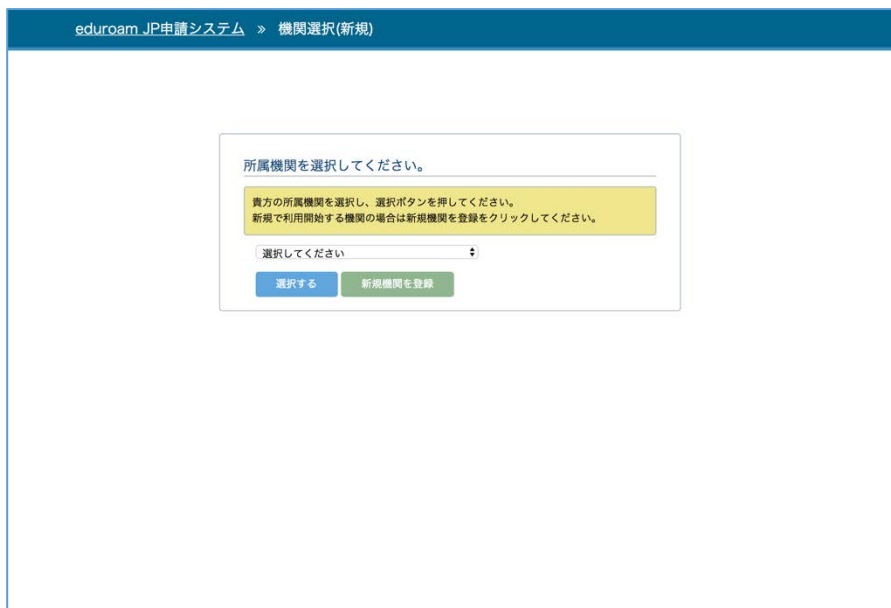 eduroam JP申請システム » 機関選択(新規)
所属機関を選択してください。
貴方の所属機関を選択し、選択ボタンを押してください。
新規で利用開始する機関の場合は新規機関を登録をクリックしてください。
選択してください
選択する 新規機関を登録